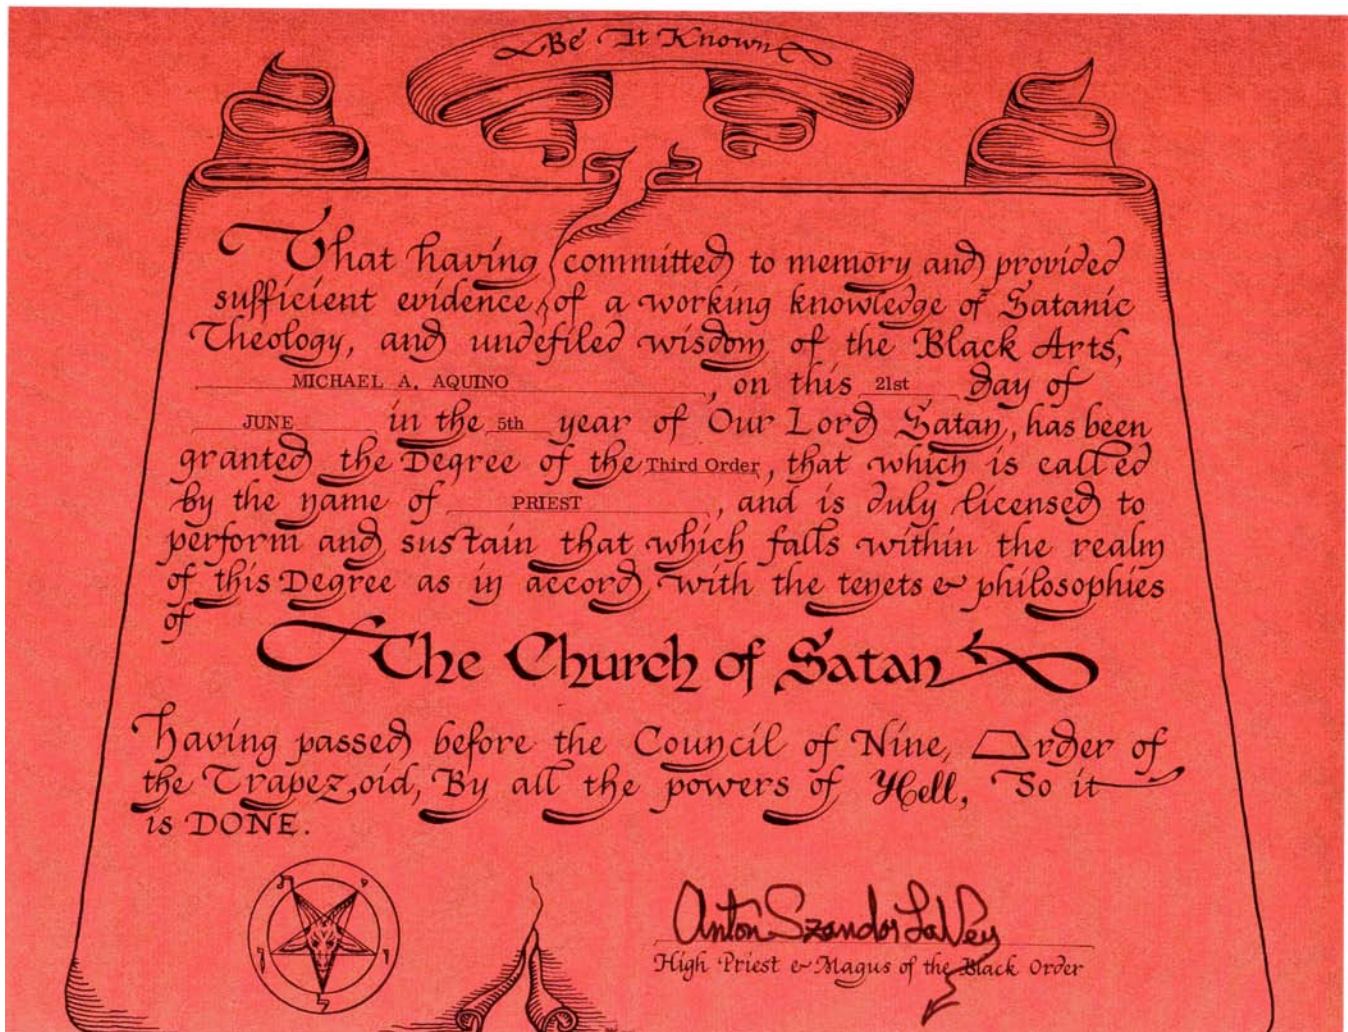 Be It Known
That having committed to memory and provided
sufficient evidence of a working knowledge of Satanic
Theology, and undefiled wisdom of the Black Arts,
MICHAEL A. AQUINO, on this 21st Day of
JUNE in the 5th year of Our Lord Satan, has been
granted the Degree of the Third Order, that which is called
by the name of PRIEST, and is duly licensed to
perform and sustain that which falls within the realm
of this Degree as in accord with the tenets & philosophies
of
The Church of Satan
Having passed before the Council of Nine, Order of
the Trapezoid, By all the powers of Hell, So it
is DONE.
Anton Szandor LaVey
High Priest & Magus of the Black Order